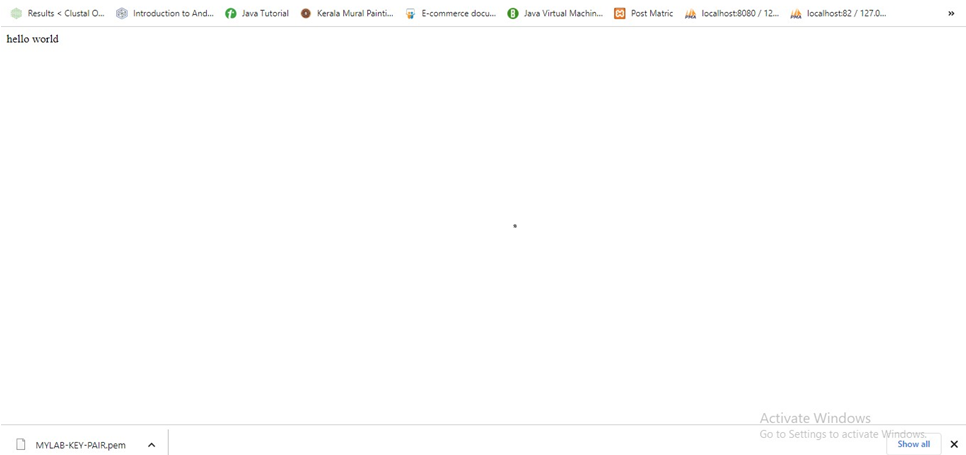 Results < Clustal O... Introduction to And... Java Tutorial Kerala Mural Painti... E-commerce docu... Java Virtual Machin... Post Matric localhost:8080 / 12... localhost:82 / 127.0... »
hello world
Activate Windows
Go to Settings to activate Windows.
MYLAB-KEY-PAIR.pem Show all